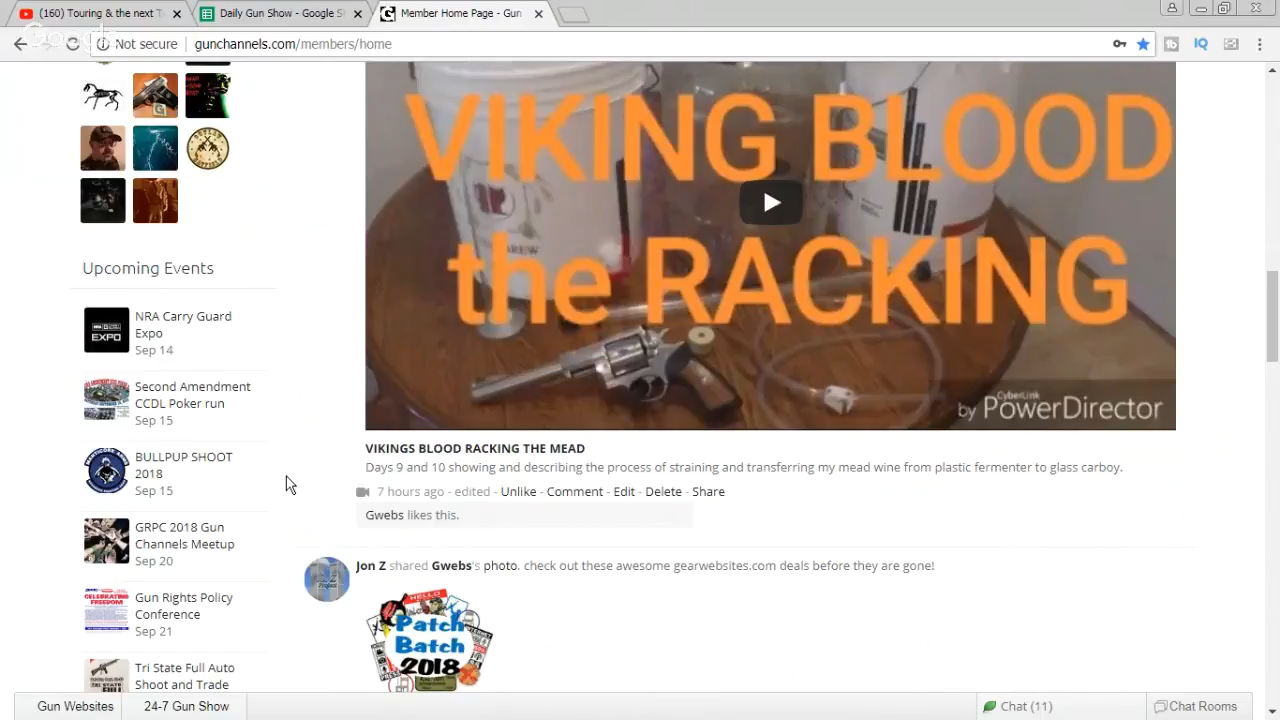 (160) Touring & the next T
Daily Gun Show - Google S
Member Home Page - Gun
Google
Not secure
gunchannels.com/members/home
Upcoming Events
NRA Carry Guard
Expo
Sep 14
Second Amendment
CCDL Poker run
Sep 15
BULLPUP SHOOT
2018
Sep 15
GRPC 2018 Gun
Channels Meetup
Sep 20
Gun Rights Policy
Conference
Sep 21
Tri State Full Auto
Shoot and Trade
EXPO
CELEBRATING
FREEDOM
VIKING BLOOD
the RACKING
by CyberLink PowerDirector
VIKINGS BLOOD RACKING THE MEAD
Days 9 and 10 showing and describing the process of straining and transferring my mead wine from plastic fermenter to glass carboy.
7 hours ago - edited - Unlike - Comment - Edit - Delete - Share
Gwebs likes this.
Jon Z shared Gwebs's photo. check out these awesome gearwebsites.com deals before they are gone!
HELLO
Patch
Batch
2018
Gun Websites
24-7 Gun Show
Chat (11)
Chat Rooms